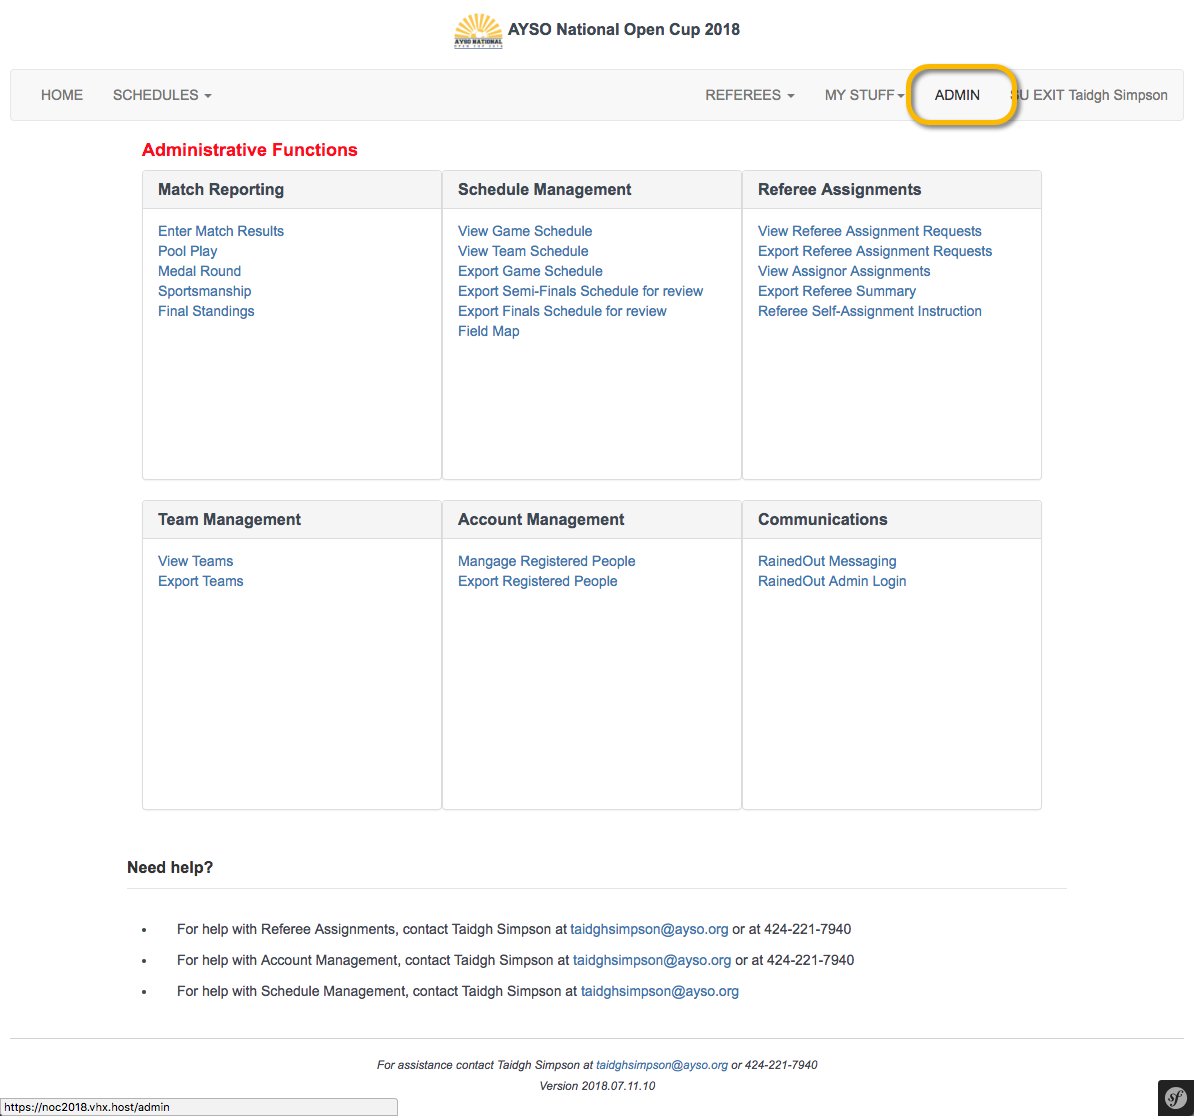 AYSO National Open Cup 2018
AYSO NATIONAL
OPEN CUP 2018
HOME SCHEDULES REFEREES MY STUFF ADMIN SU EXIT Taidgh Simpson
Administrative Functions
Match Reporting
Enter Match Results
Pool Play
Medal Round
Sportsmanship
Final Standings
Schedule Management
View Game Schedule
View Team Schedule
Export Game Schedule
Export Semi-Finals Schedule for review
Export Finals Schedule for review
Field Map
Referee Assignments
View Referee Assignment Requests
Export Referee Assignment Requests
View Assignor Assignments
Export Referee Summary
Referee Self-Assignment Instruction
Team Management
View Teams
Export Teams
Account Management
Mangage Registered People
Export Registered People
Communications
RainedOut Messaging
RainedOut Admin Login
Need help?
• For help with Referee Assignments, contact Taidgh Simpson at taidghsimpson@ayso.org or at 424-221-7940
• For help with Account Management, contact Taidgh Simpson at taidghsimpson@ayso.org or at 424-221-7940
• For help with Schedule Management, contact Taidgh Simpson at taidghsimpson@ayso.org
For assistance contact Taidgh Simpson at taidghsimpson@ayso.org or 424-221-7940
Version 2018.07.11.10
https://noc2018.vhx.host/admin
sf